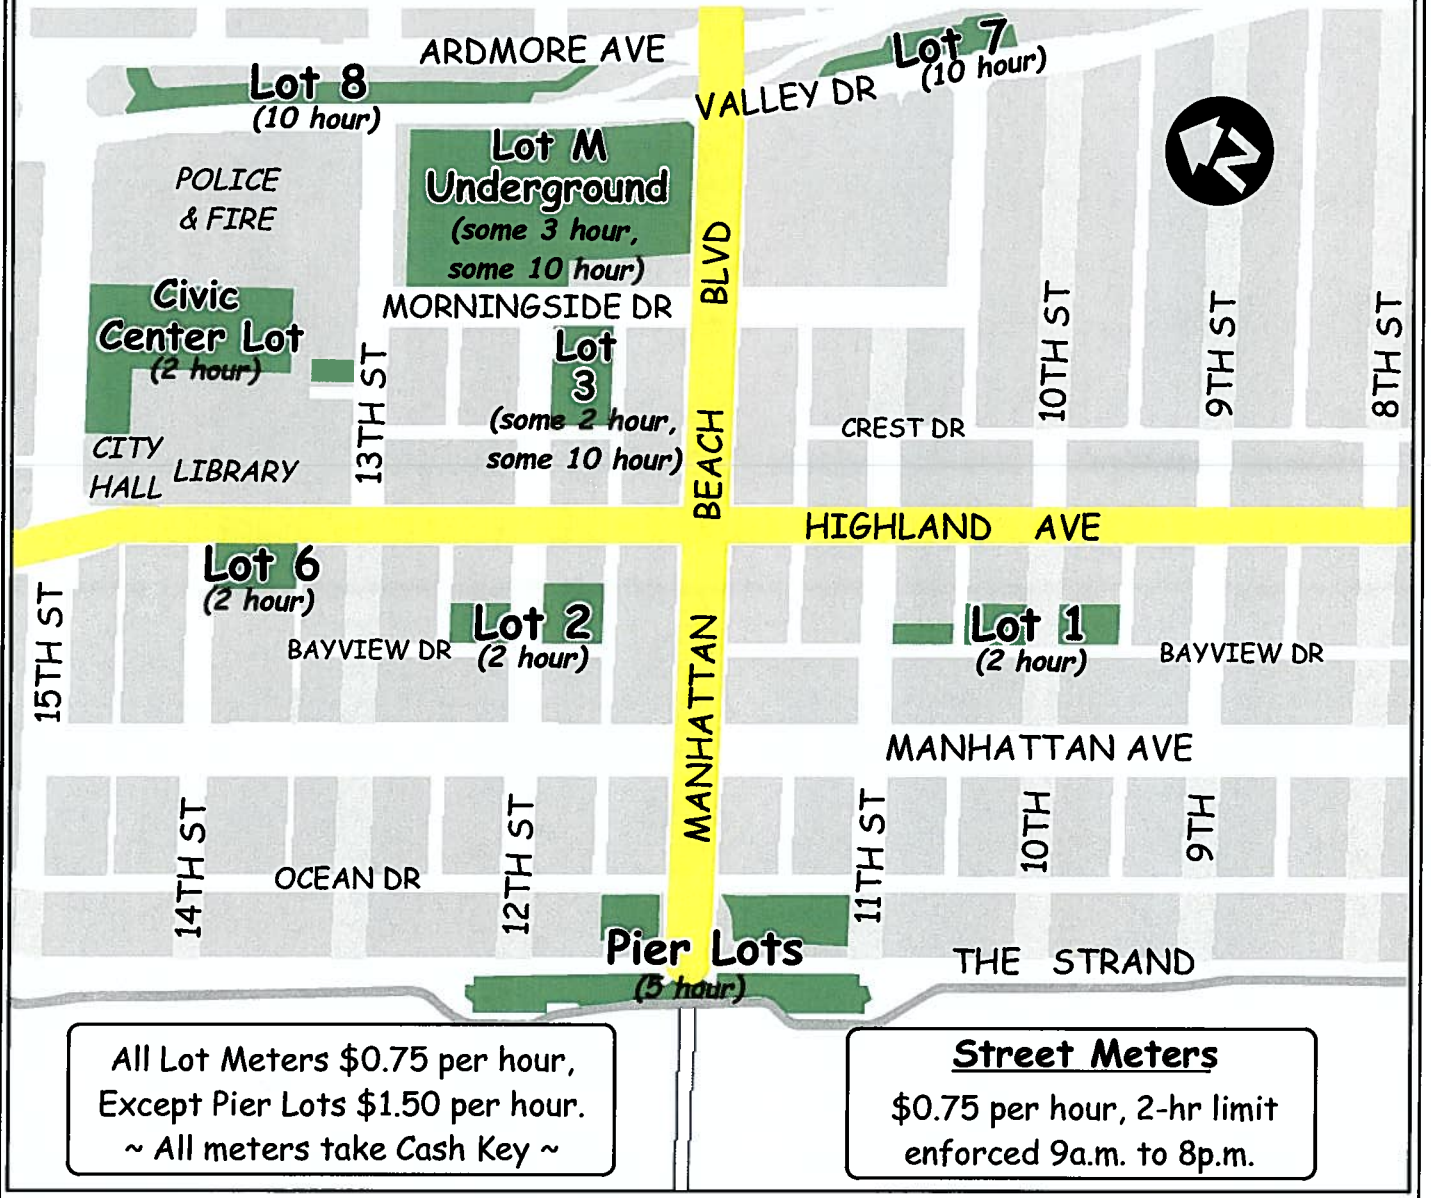 ARDMORE AVE
Lot 7
(10 hour)
Lot 8
(10 hour)
VALLEY DR
POLICE
& FIRE
Lot M
Underground
(some 3 hour,
some 10 hour)
N
Civic
Center Lot
(2 hour)
MORNINGSIDE DR
Lot
3
(some 2 hour,
some 10 hour)
13TH ST
MANHATTAN BEACH BLVD
10TH ST
9TH ST
8TH ST
CREST DR
CITY
HALL
LIBRARY
HIGHLAND AVE
Lot 6
(2 hour)
15TH ST
BAYVIEW DR
Lot 2
(2 hour)
Lot 1
(2 hour)
BAYVIEW DR
MANHATTAN AVE
14TH ST
12TH ST
11TH ST
10TH
9TH
OCEAN DR
Pier Lots
(5 hour)
THE STRAND
All Lot Meters $0.75 per hour,
Except Pier Lots $1.50 per hour.
~ All meters take Cash Key ~
Street Meters
$0.75 per hour, 2-hr limit
enforced 9a.m. to 8p.m.